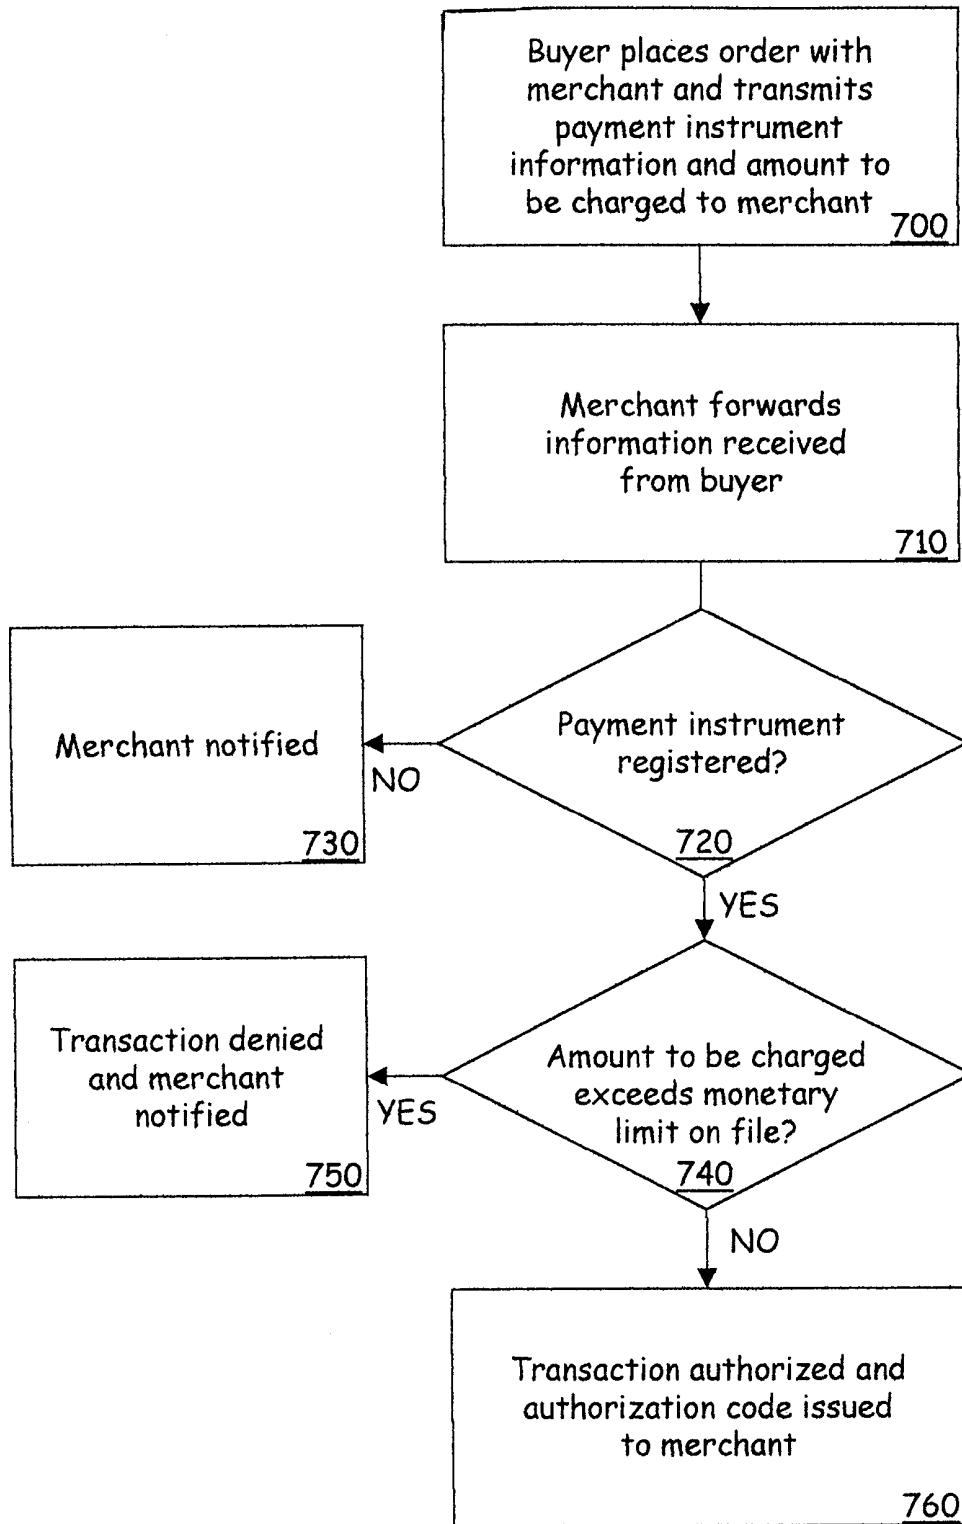 Buyer places order with
merchant and transmits
payment instrument
information and amount to
be charged to merchant
700
Merchant forwards
information received
from buyer
710
Payment instrument
registered?
720
NO
Merchant notified
730
YES
Amount to be charged
exceeds monetary
limit on file?
740
YES
Transaction denied
and merchant
notified
750
NO
Transaction authorized and
authorization code issued
to merchant
760